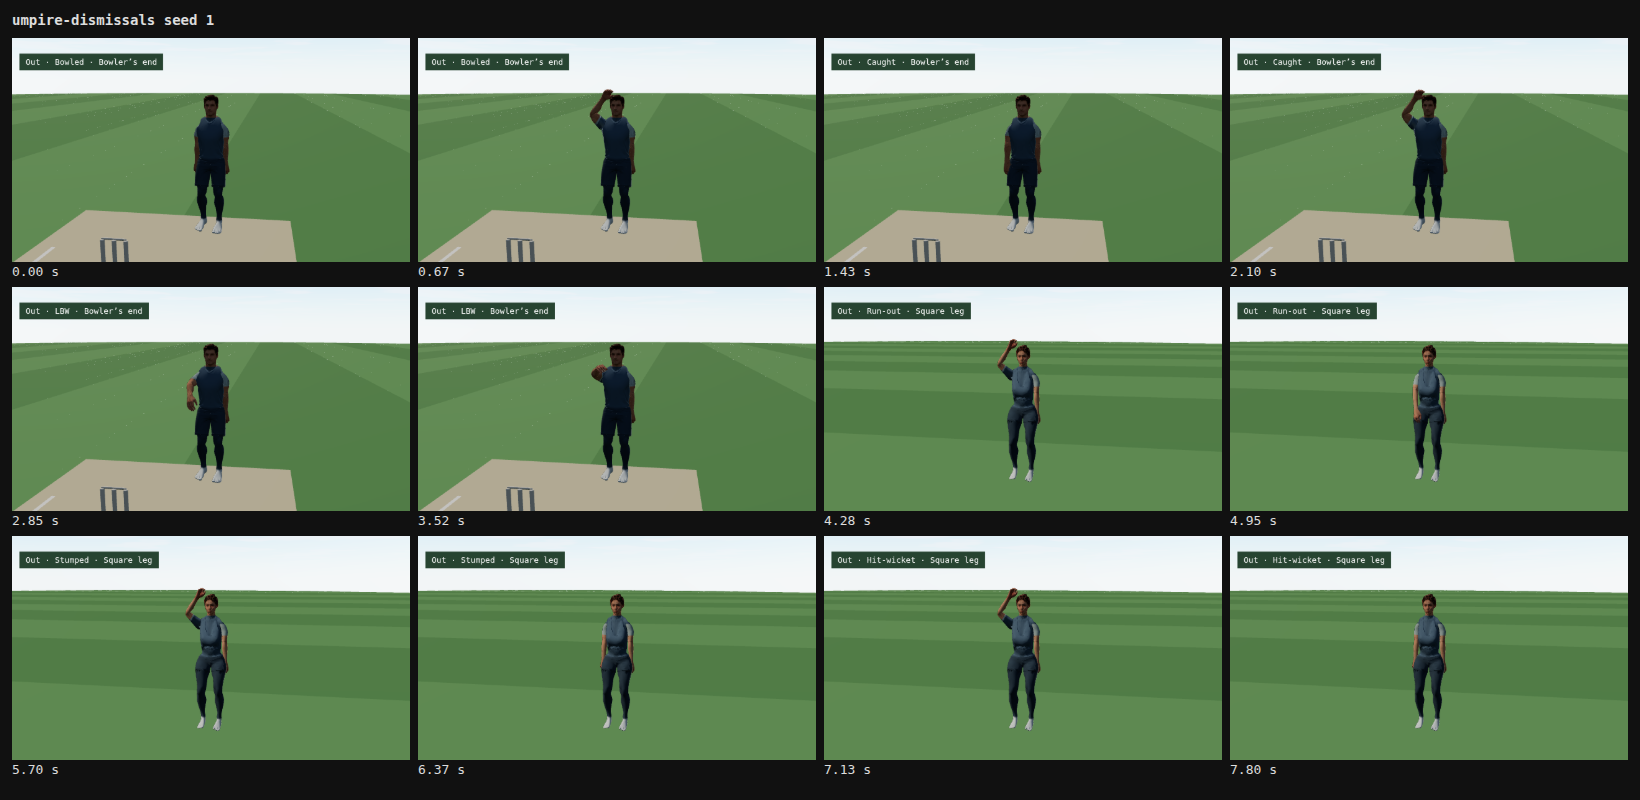 umpire-dismissals seed 1
Out · Bowled · Bowler’s end
Out · Bowled · Bowler’s end
Out · Caught · Bowler’s end
Out · Caught · Bowler’s end
0.00 s
0.67 s
1.43 s
2.10 s
Out · LBW · Bowler’s end
Out · LBW · Bowler’s end
Out · Run-out · Square leg
Out · Run-out · Square leg
2.85 s
3.52 s
4.28 s
4.95 s
Out · Stumped · Square leg
Out · Stumped · Square leg
Out · Hit-wicket · Square leg
Out · Hit-wicket · Square leg
5.70 s
6.37 s
7.13 s
7.80 s